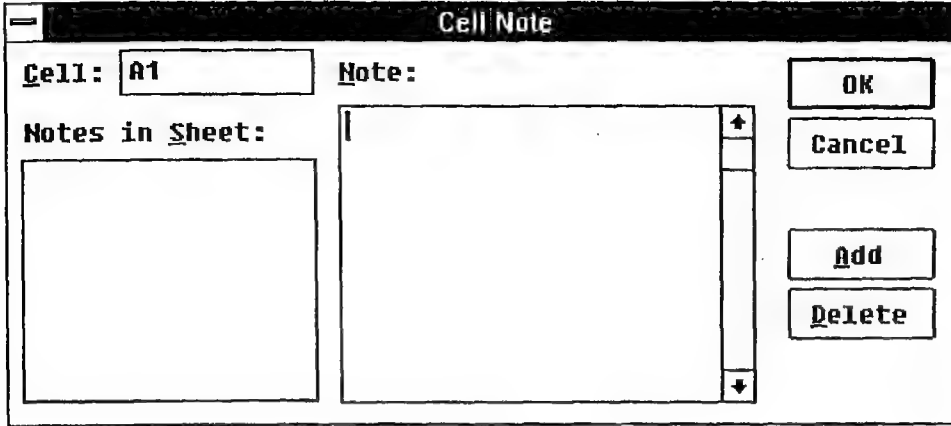 Cell Note
Cell: A1
Note:
OK
Notes in Sheet:
Cancel
Add
Delete